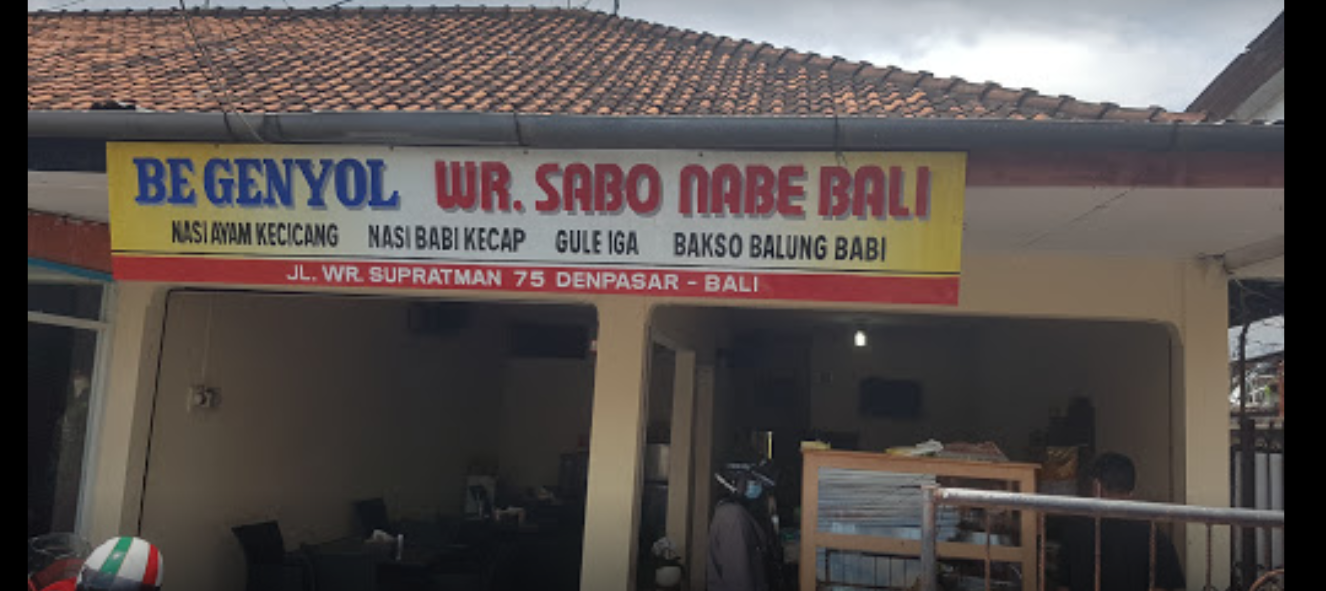 BE GENYOL WR. SABO NABE BALI
NASI AYAM KECICANG NASI BABI KECAP GULE IGA BAKSO BALUNG BABI
JL. WR. SUPRATMAN 75 DENPASAR - BALI